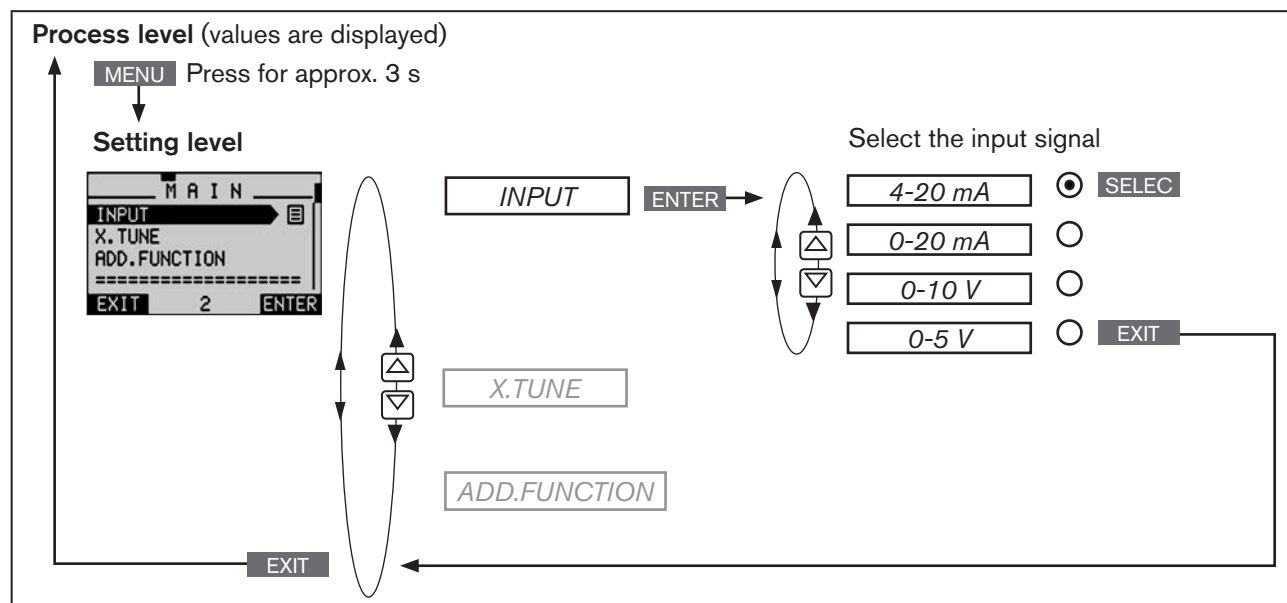 Process level (values are displayed)
MENU Press for approx. 3 s
Setting level
MAIN
INPUT
X.TUNE
ADD.FUNCTION
====================
EXIT 2 ENTER
INPUT ENTER
X.TUNE
ADD.FUNCTION
Select the input signal
4-20 mA SELEC
0-20 mA
0-10 V
0-5 V EXIT
EXIT